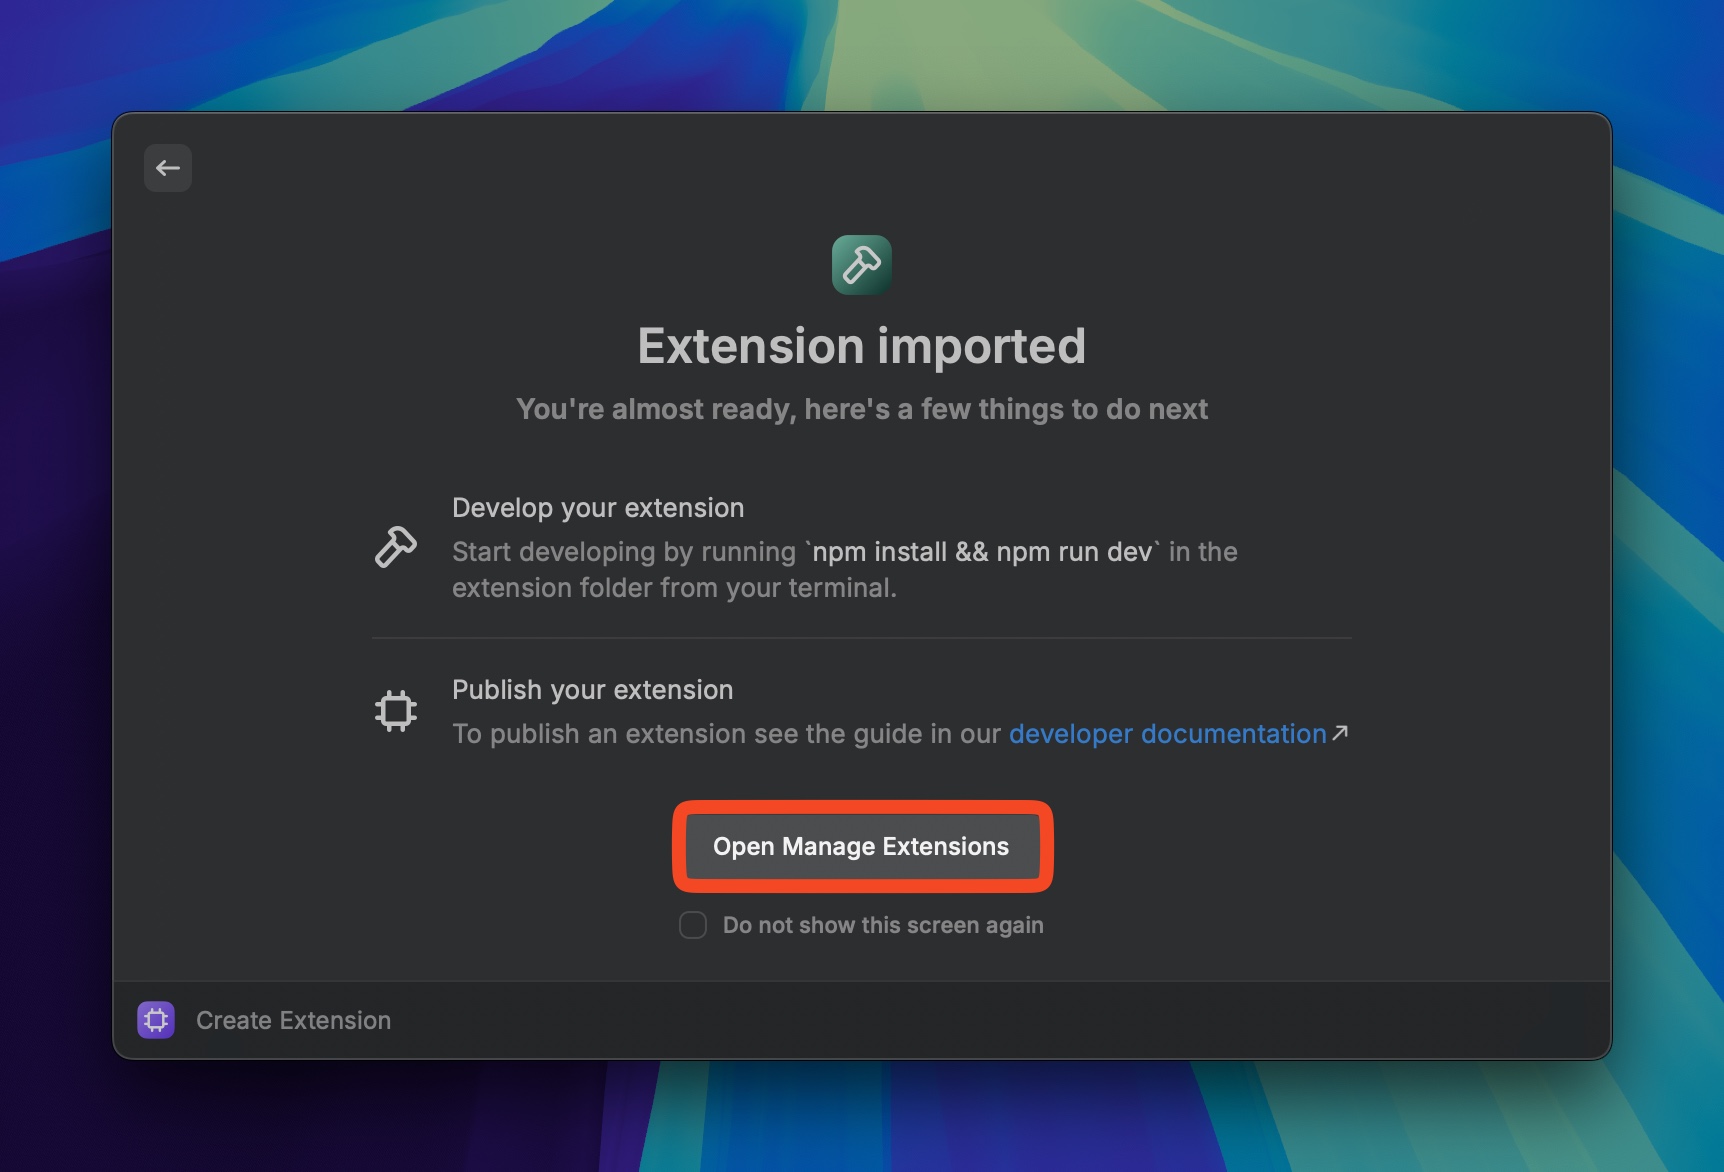 Extension imported
You're almost ready, here's a few things to do next
Develop your extension
Start developing by running `npm install && npm run dev` in the
extension folder from your terminal.
Publish your extension
To publish an extension see the guide in our developer documentation↗
Open Manage Extensions
Do not show this screen again
Create Extension